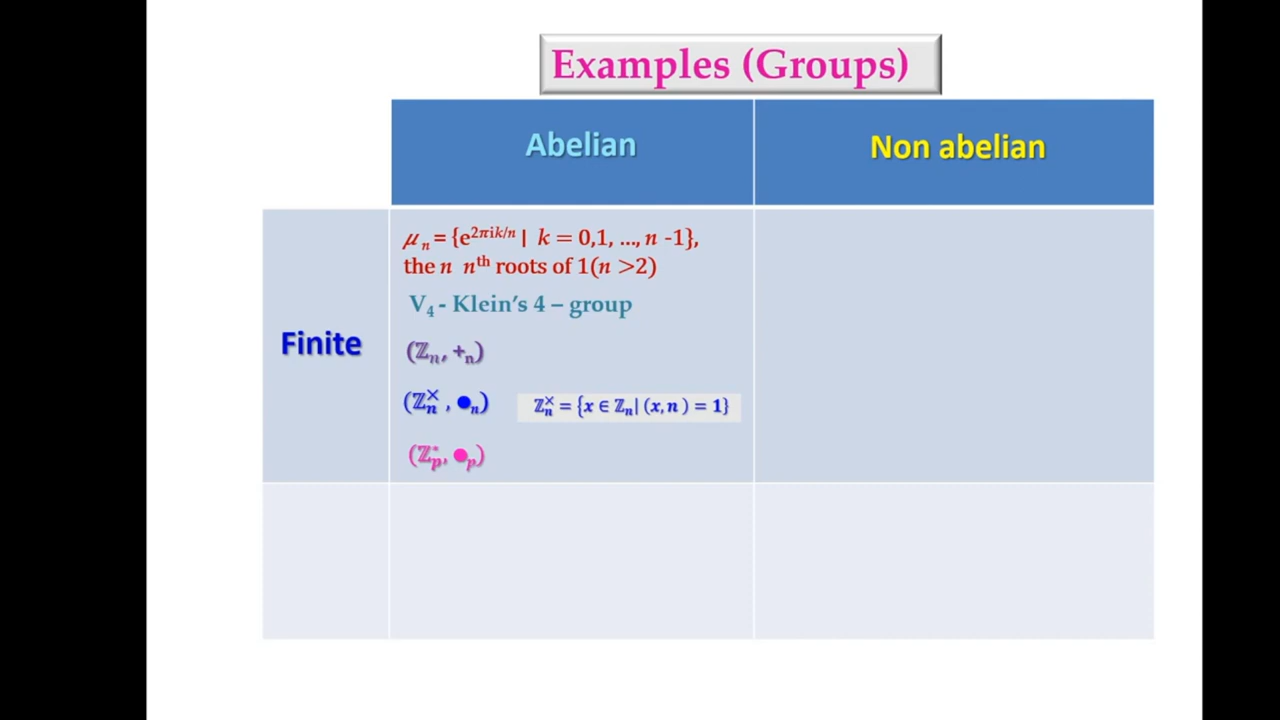 Examples (Groups)
Abelian
Non abelian
Finite
𝜇ₙ = {e^{2πik/n} | k = 0,1, ..., n -1},
the n nᵗʰ roots of 1(n >2)
V₄ - Klein’s 4 – group
(ℤₙ, +ₙ)
(ℤₙ^×, ●ₙ) ℤₙ^× = {x ∈ ℤₙ| (x, n ) = 1}
(ℤₚ^*, ●ₚ)